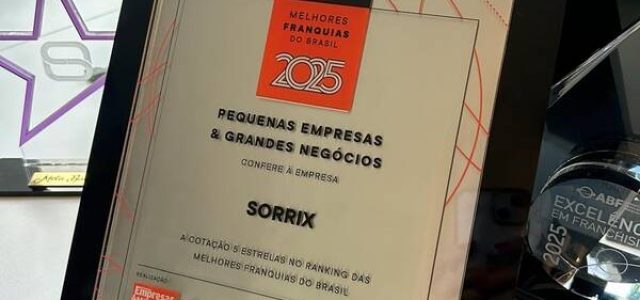 MELHORES
FRANQUIAS
DO BRASIL
2025
PEQUENAS EMPRESAS
& GRANDES NEGÓCIOS
CONFERE À EMPRESA
SORRIX
A COTAÇÃO 5 ESTRELAS NO RANKING DAS
MELHORES FRANQUIAS DO BRASIL
REALIZAÇÃO:
Empresas
ABF
EXCELÊNC
EM FRANCHIS
2025